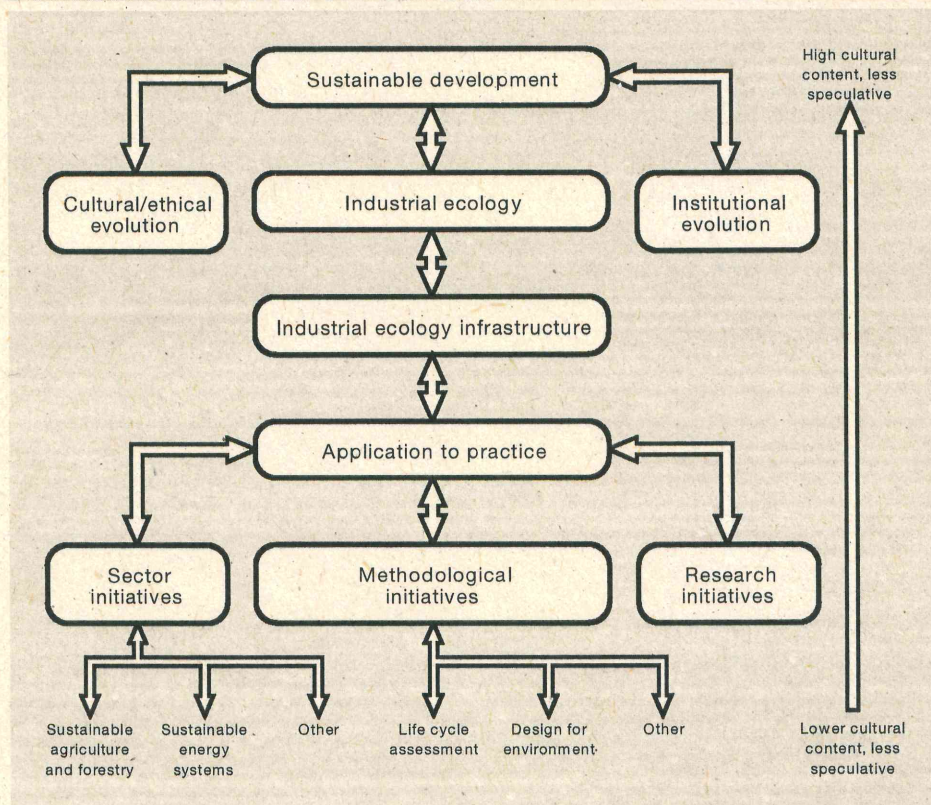 Sustainable development
High cultural
content, less
speculative
Cultural/ethical
evolution
Industrial ecology
Institutional
evolution
Industrial ecology infrastructure
Application to practice
Sector
initiatives
Methodological
initiatives
Research
initiatives
Sustainable
agriculture
and forestry
Sustainable
energy
systems
Other
Life cycle
assessment
Design for
environment
Other
Lower cultural
content, less
speculative